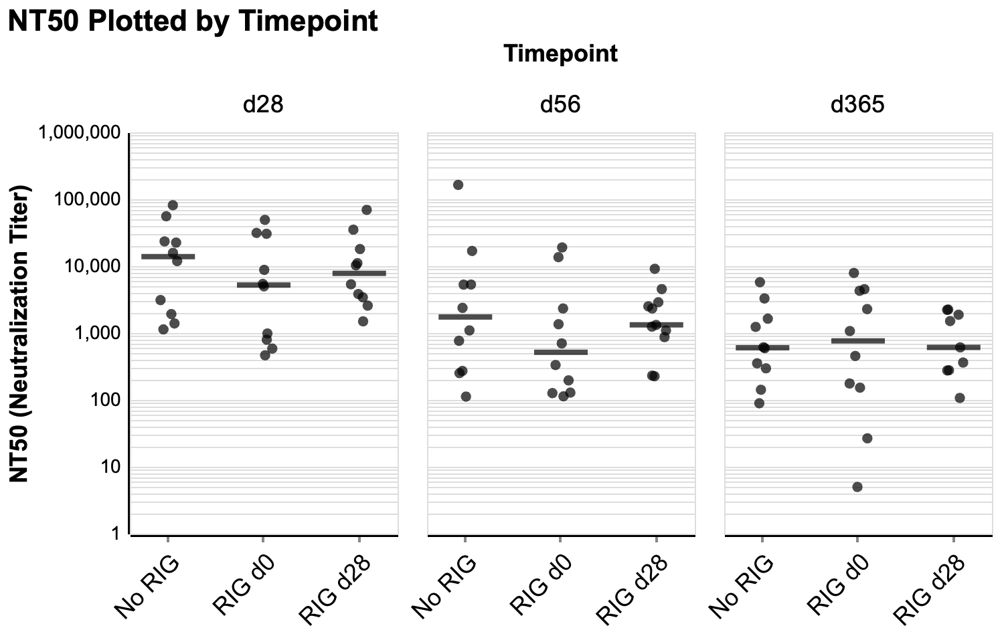 NT50 Plotted by Timepoint
Timepoint
d28
d56
d365
NT50 (Neutralization Titer)
1,000,000
100,000
10,000
1,000
100
10
1
No RIG
RIG d0
RIG d28
No RIG
RIG d0
RIG d28
No RIG
RIG d0
RIG d28